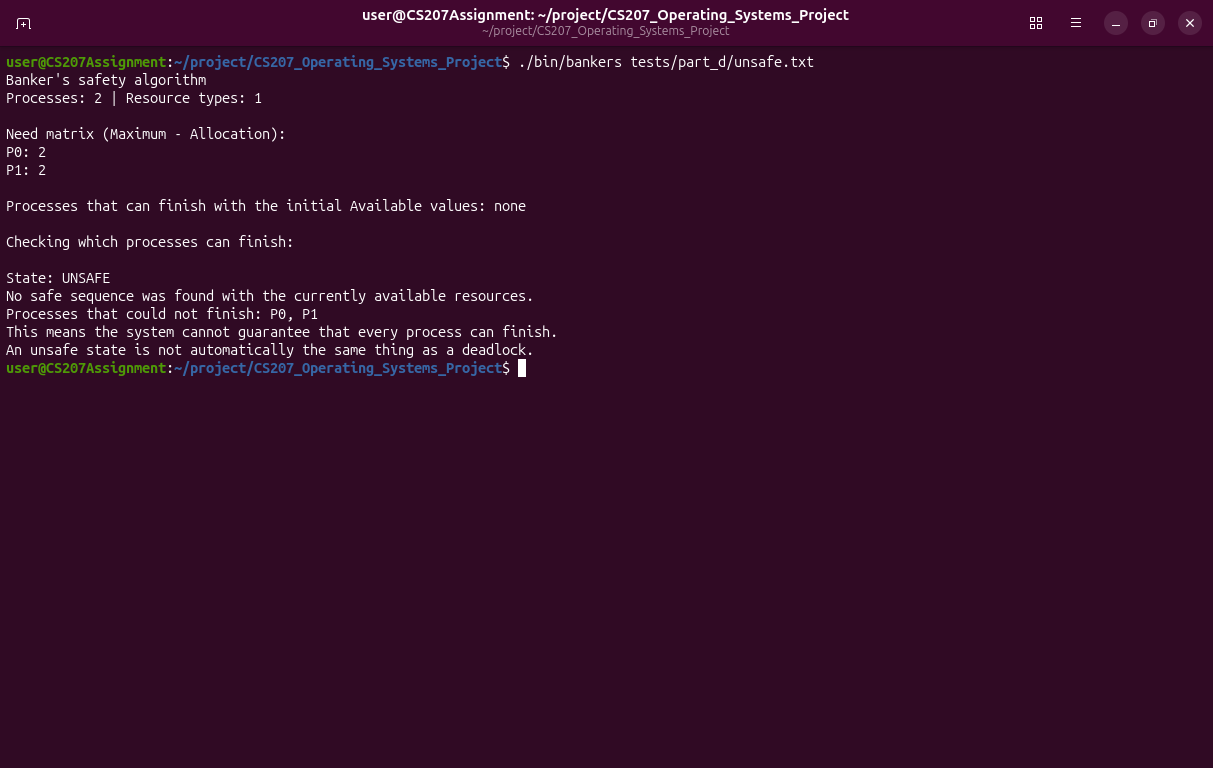 user@CS207Assignment: ~/project/CS207_Operating_Systems_Project
~/project/CS207_Operating_Systems_Project
user@CS207Assignment:~/project/CS207_Operating_Systems_Project$ ./bin/bankers tests/part_d/unsafe.txt
Banker's safety algorithm
Processes: 2 | Resource types: 1
Need matrix (Maximum - Allocation):
P0: 2
P1: 2
Processes that can finish with the initial Available values: none
Checking which processes can finish:
State: UNSAFE
No safe sequence was found with the currently available resources.
Processes that could not finish: P0, P1
This means the system cannot guarantee that every process can finish.
An unsafe state is not automatically the same thing as a deadlock.
user@CS207Assignment:~/project/CS207_Operating_Systems_Project$